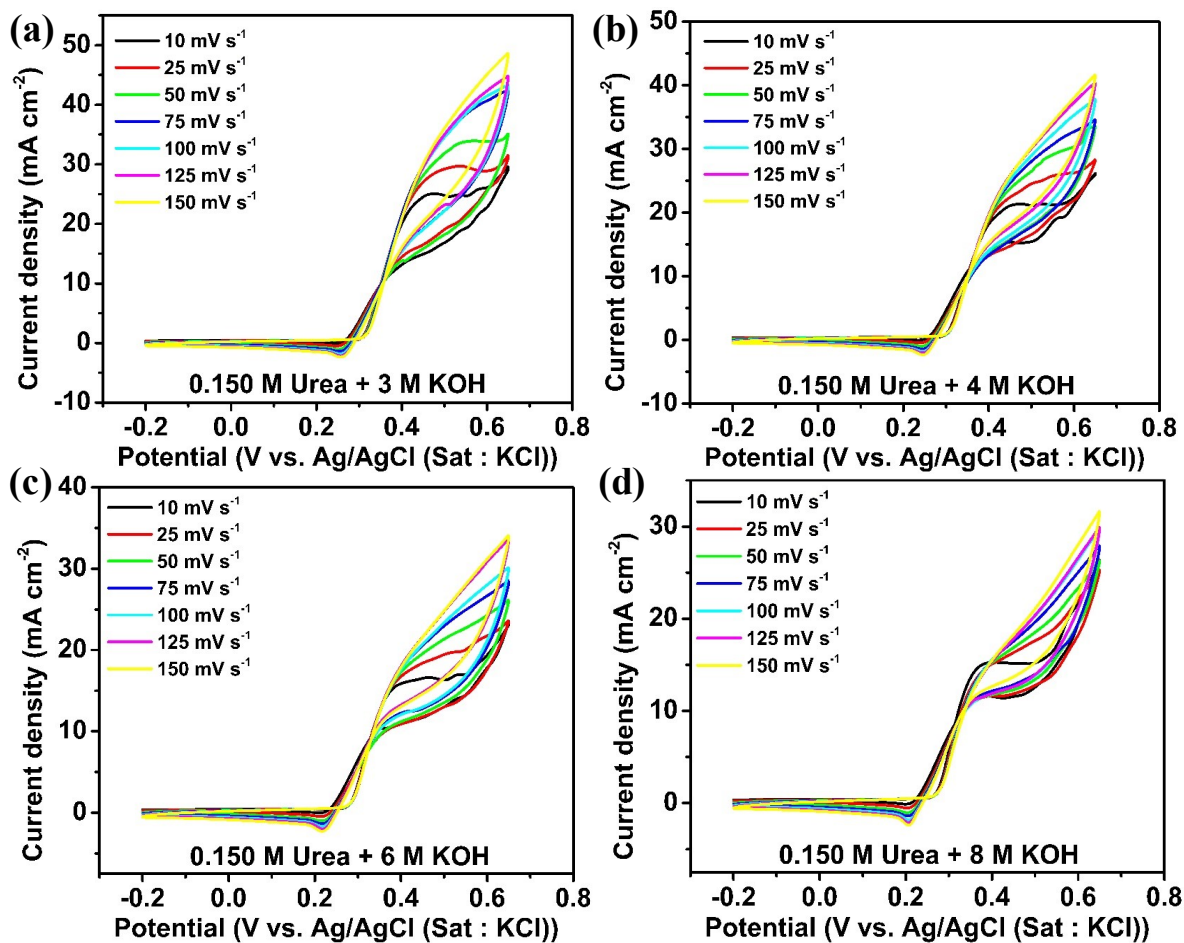 (a)
50
40
30
20
10
0
-10
Current density (mA cm-2)
10 mV s-1
25 mV s-1
50 mV s-1
75 mV s-1
100 mV s-1
125 mV s-1
150 mV s-1
0.150 M Urea + 3 M KOH
-0.2 0.0 0.2 0.4 0.6 0.8
Potential (V vs. Ag/AgCl (Sat : KCl))
(b)
50
40
30
20
10
0
-10
Current density (mA cm-2)
10 mV s-1
25 mV s-1
50 mV s-1
75 mV s-1
100 mV s-1
125 mV s-1
150 mV s-1
0.150 M Urea + 4 M KOH
-0.2 0.0 0.2 0.4 0.6 0.8
Potential (V vs. Ag/AgCl (Sat : KCl))
(c)
40
30
20
10
0
Current density (mA cm-2)
10 mV s-1
25 mV s-1
50 mV s-1
75 mV s-1
100 mV s-1
125 mV s-1
150 mV s-1
0.150 M Urea + 6 M KOH
-0.2 0.0 0.2 0.4 0.6 0.8
Potential (V vs. Ag/AgCl (Sat : KCl))
(d)
30
20
10
0
Current density (mA cm-2)
10 mV s-1
25 mV s-1
50 mV s-1
75 mV s-1
100 mV s-1
125 mV s-1
150 mV s-1
0.150 M Urea + 8 M KOH
-0.2 0.0 0.2 0.4 0.6 0.8
Potential (V vs. Ag/AgCl (Sat : KCl))